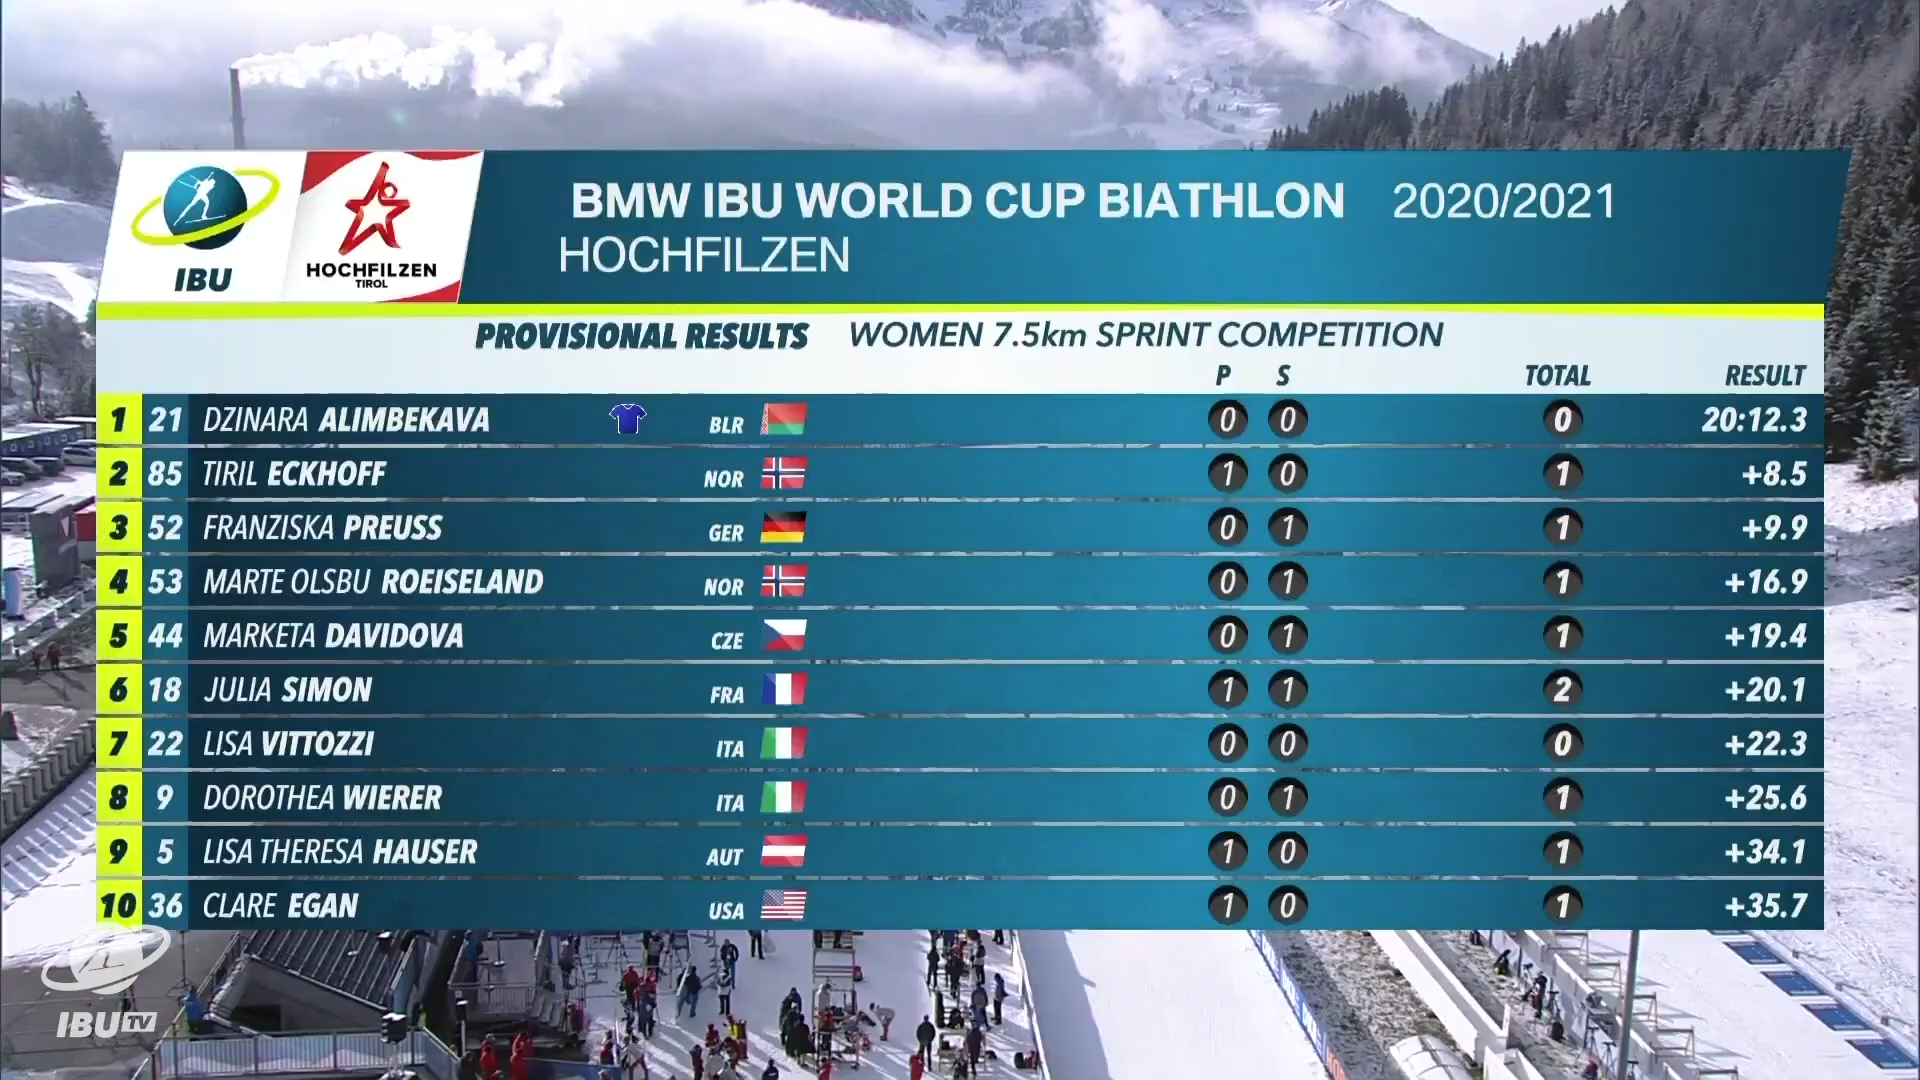 BMW IBU WORLD CUP BIATHLON 2020/2021
HOCHFILZEN
IBU
HOCHFILZEN
TIROL
PROVISIONAL RESULTS WOMEN 7.5km SPRINT COMPETITION
P S TOTAL RESULT
1 21 DZINARA ALIMBEKAVA BLR 0 0 0 20:12.3
2 85 TIRIL ECKHOFF NOR 1 0 1 +8.5
3 52 FRANZISKA PREUSS GER 0 1 1 +9.9
4 53 MARTE OLSBU ROEISELAND NOR 0 1 1 +16.9
5 44 MARKETA DAVIDOVA CZE 0 1 1 +19.4
6 18 JULIA SIMON FRA 1 1 2 +20.1
7 22 LISA VITTOZZI ITA 0 0 0 +22.3
8 9 DOROTHEA WIERER ITA 0 1 1 +25.6
9 5 LISA THERESA HAUSER AUT 1 0 1 +34.1
10 36 CLARE EGAN USA 1 0 1 +35.7
IBU TV